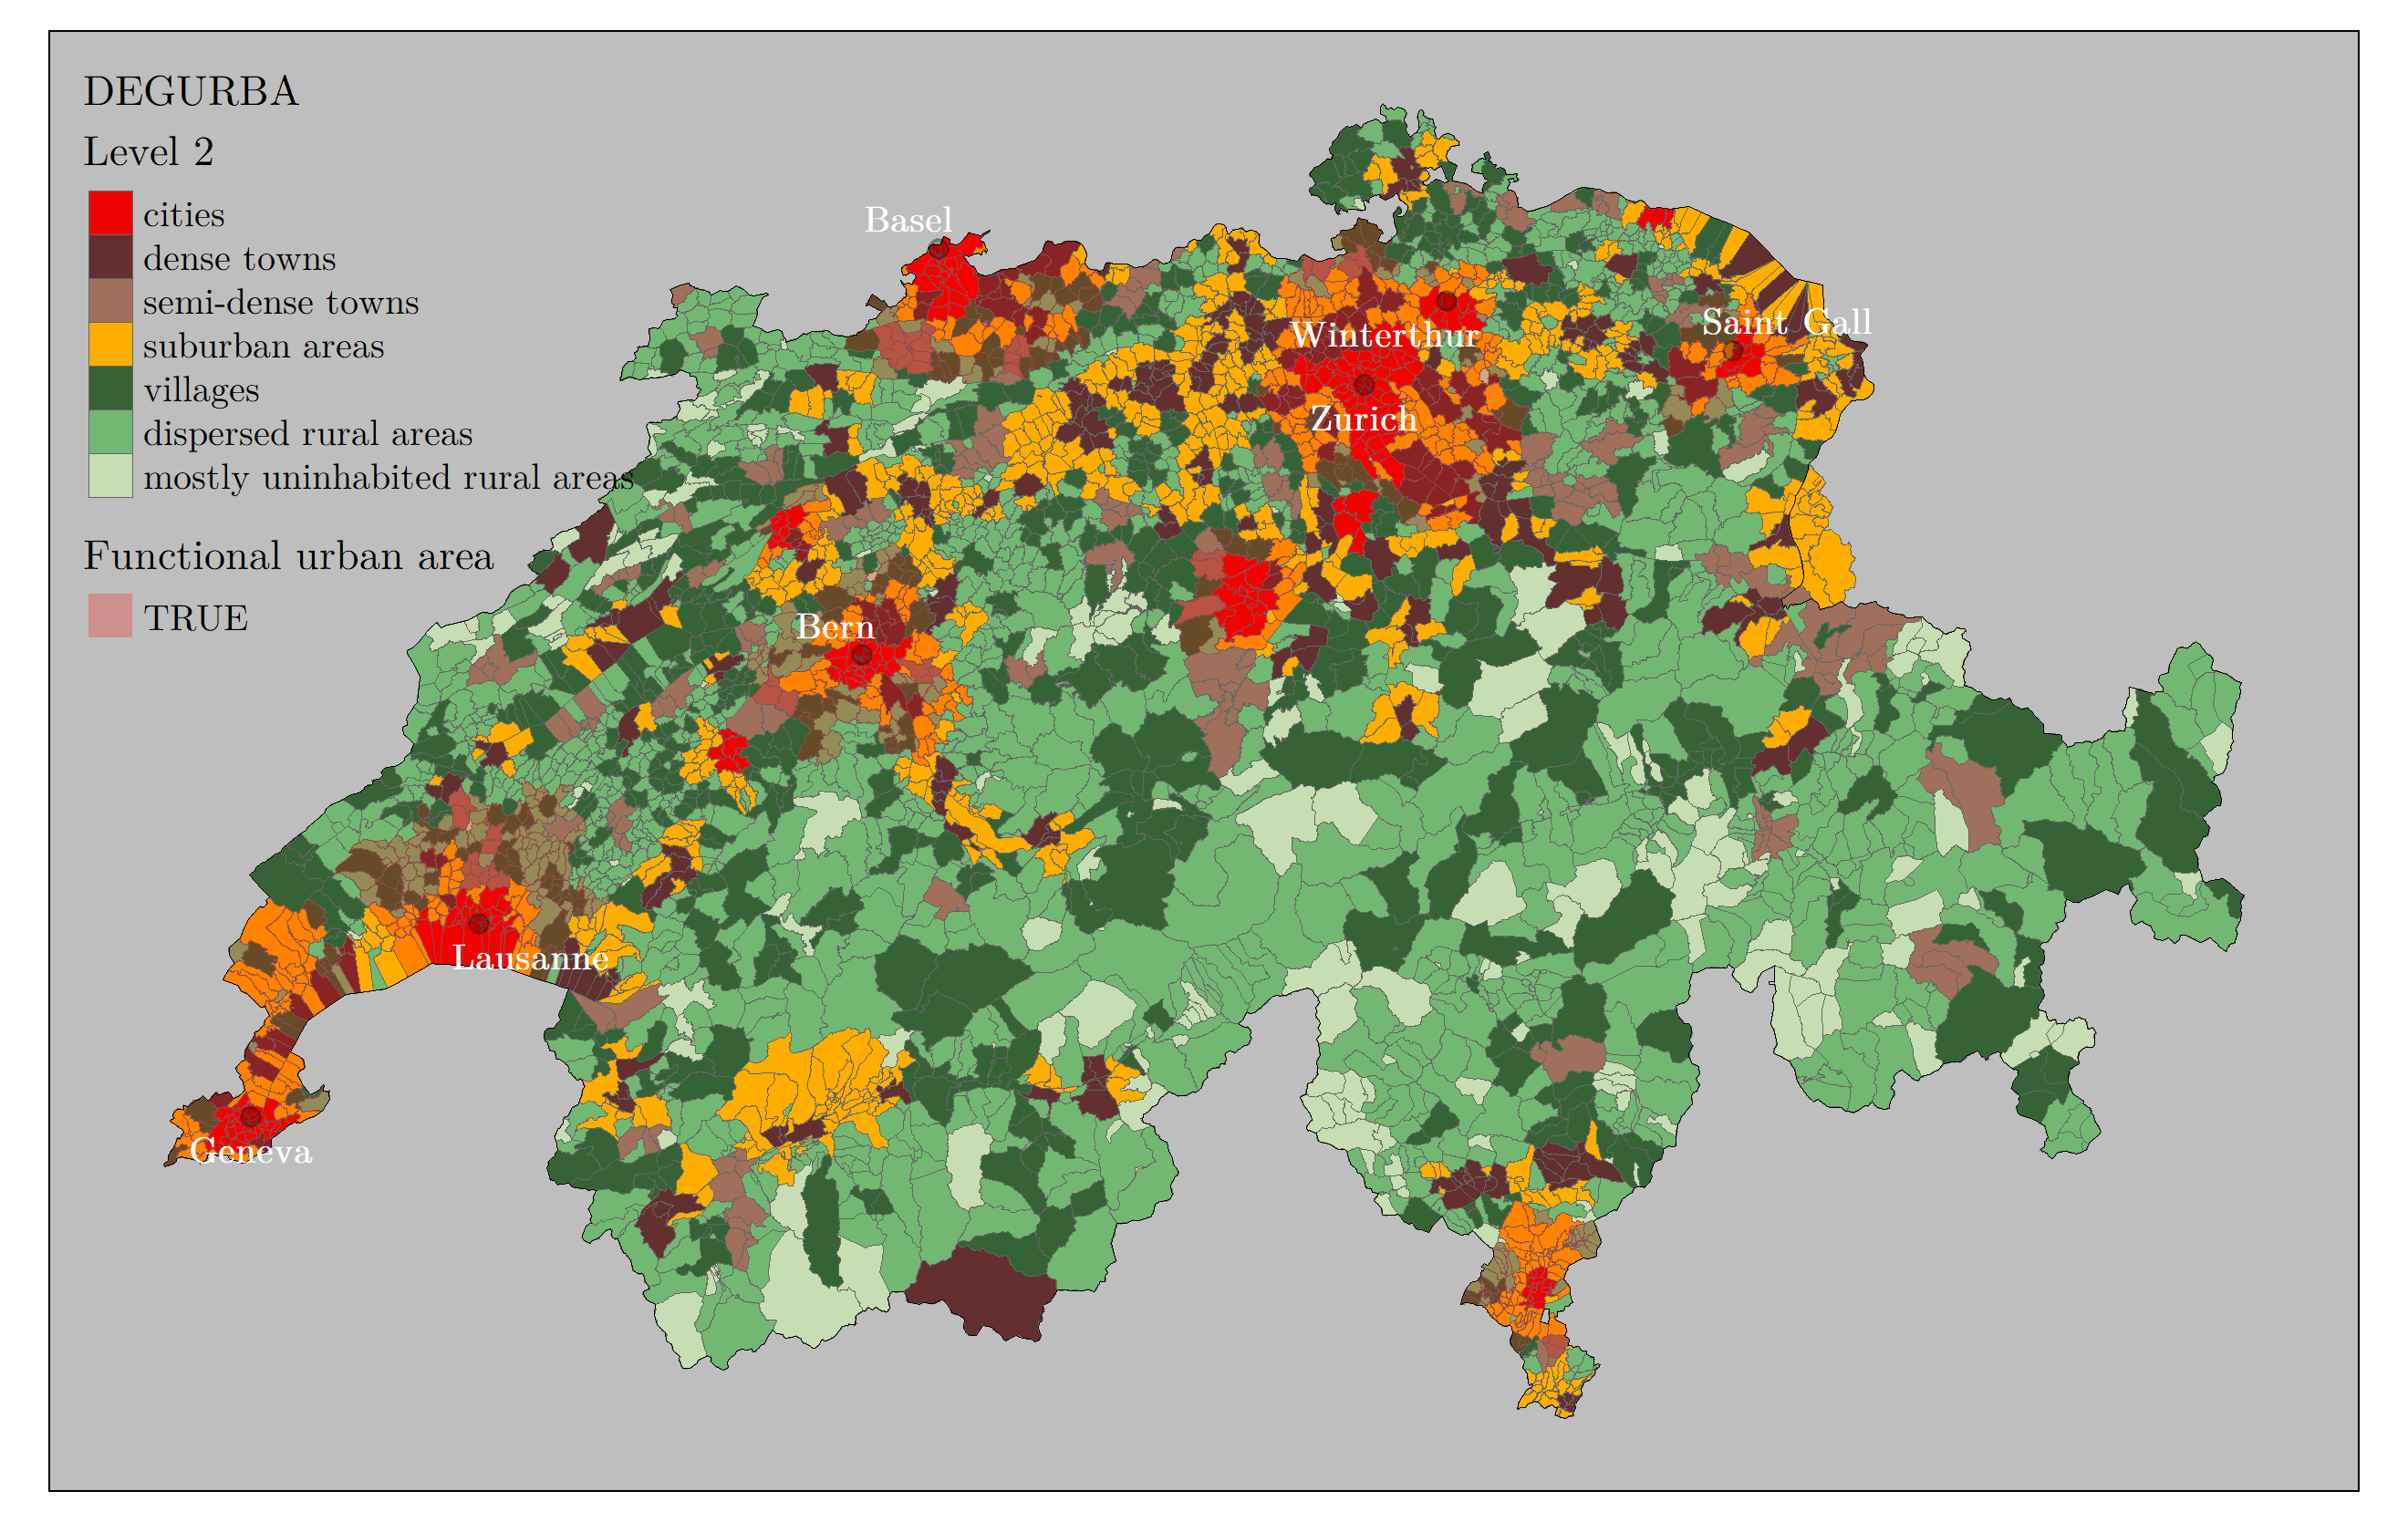 DEGURBA
Level 2
cities
dense towns
semi-dense towns
suburban areas
villages
dispersed rural areas
mostly uninhabited rural areas
Functional urban area
TRUE
Basel
Winterthur
Saint Gall
Zurich
Bern
Lausanne
Geneva